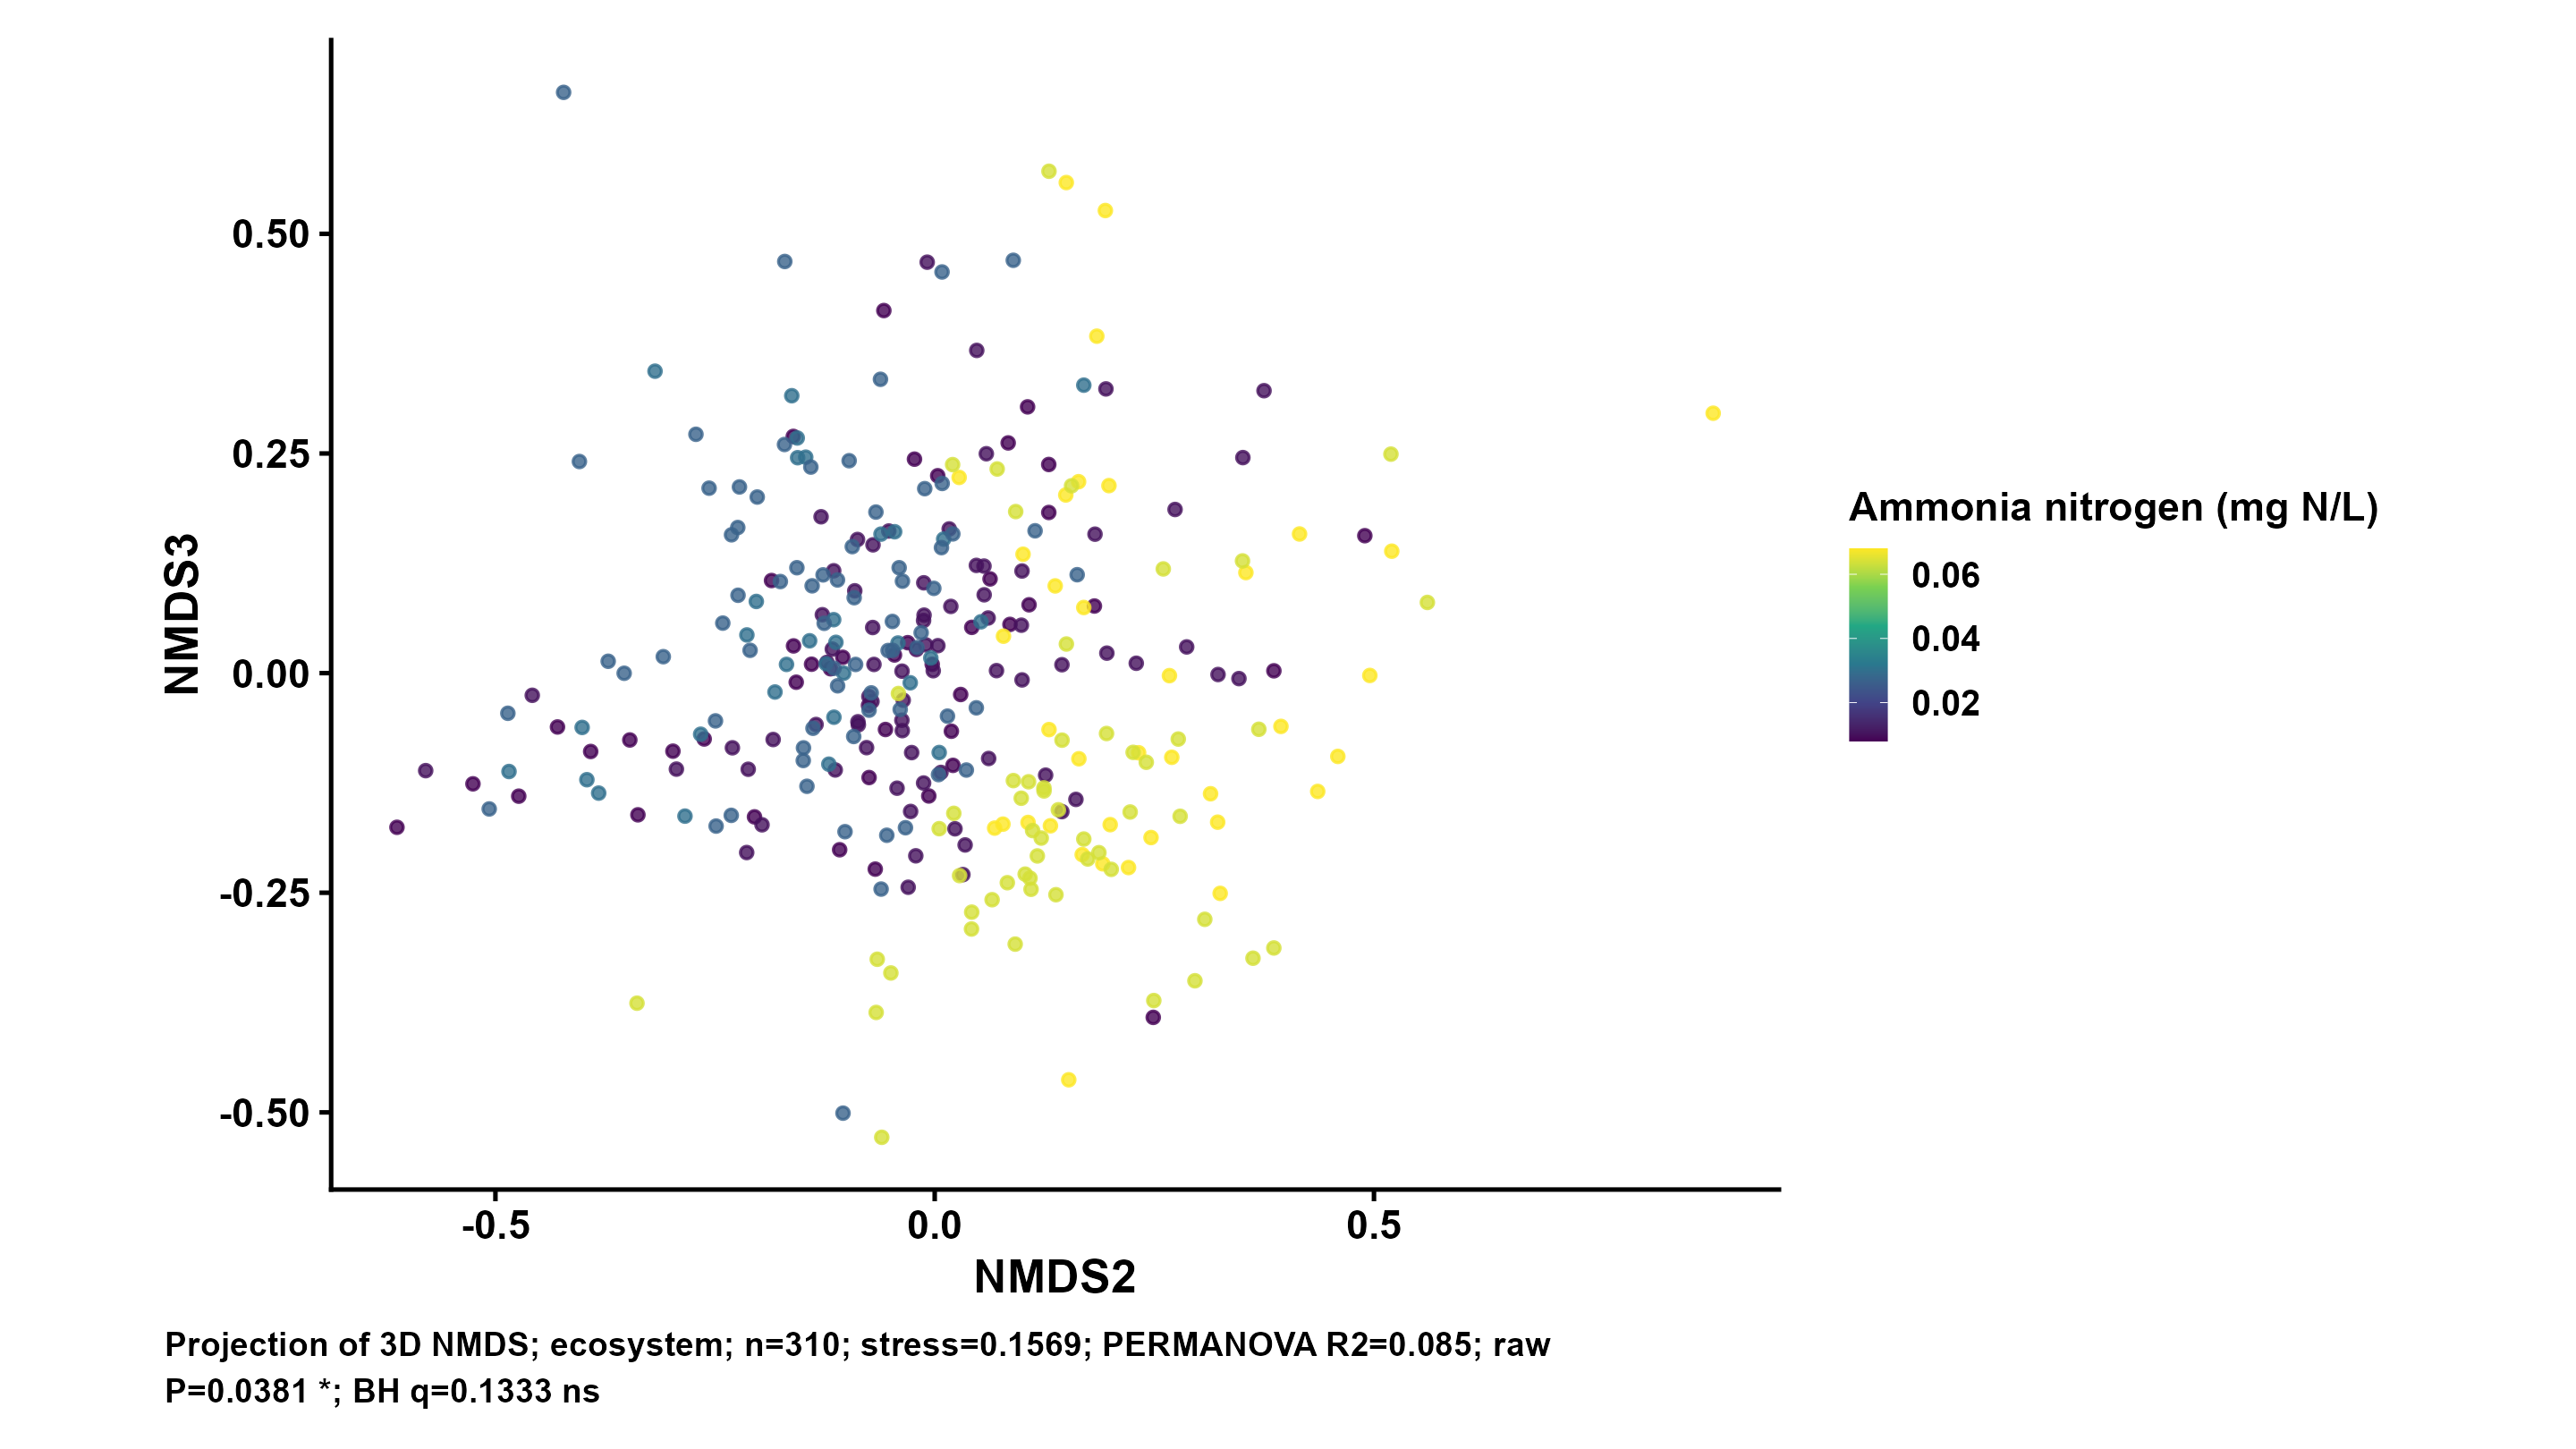 0.50
0.25
0.00
-0.25
-0.50
NMDS3
-0.5
0.0
0.5
NMDS2
Ammonia nitrogen (mg N/L)
0.06
0.04
0.02
Projection of 3D NMDS; ecosystem; n=310; stress=0.1569; PERMANOVA R2=0.085; raw
P=0.0381 *; BH q=0.1333 ns